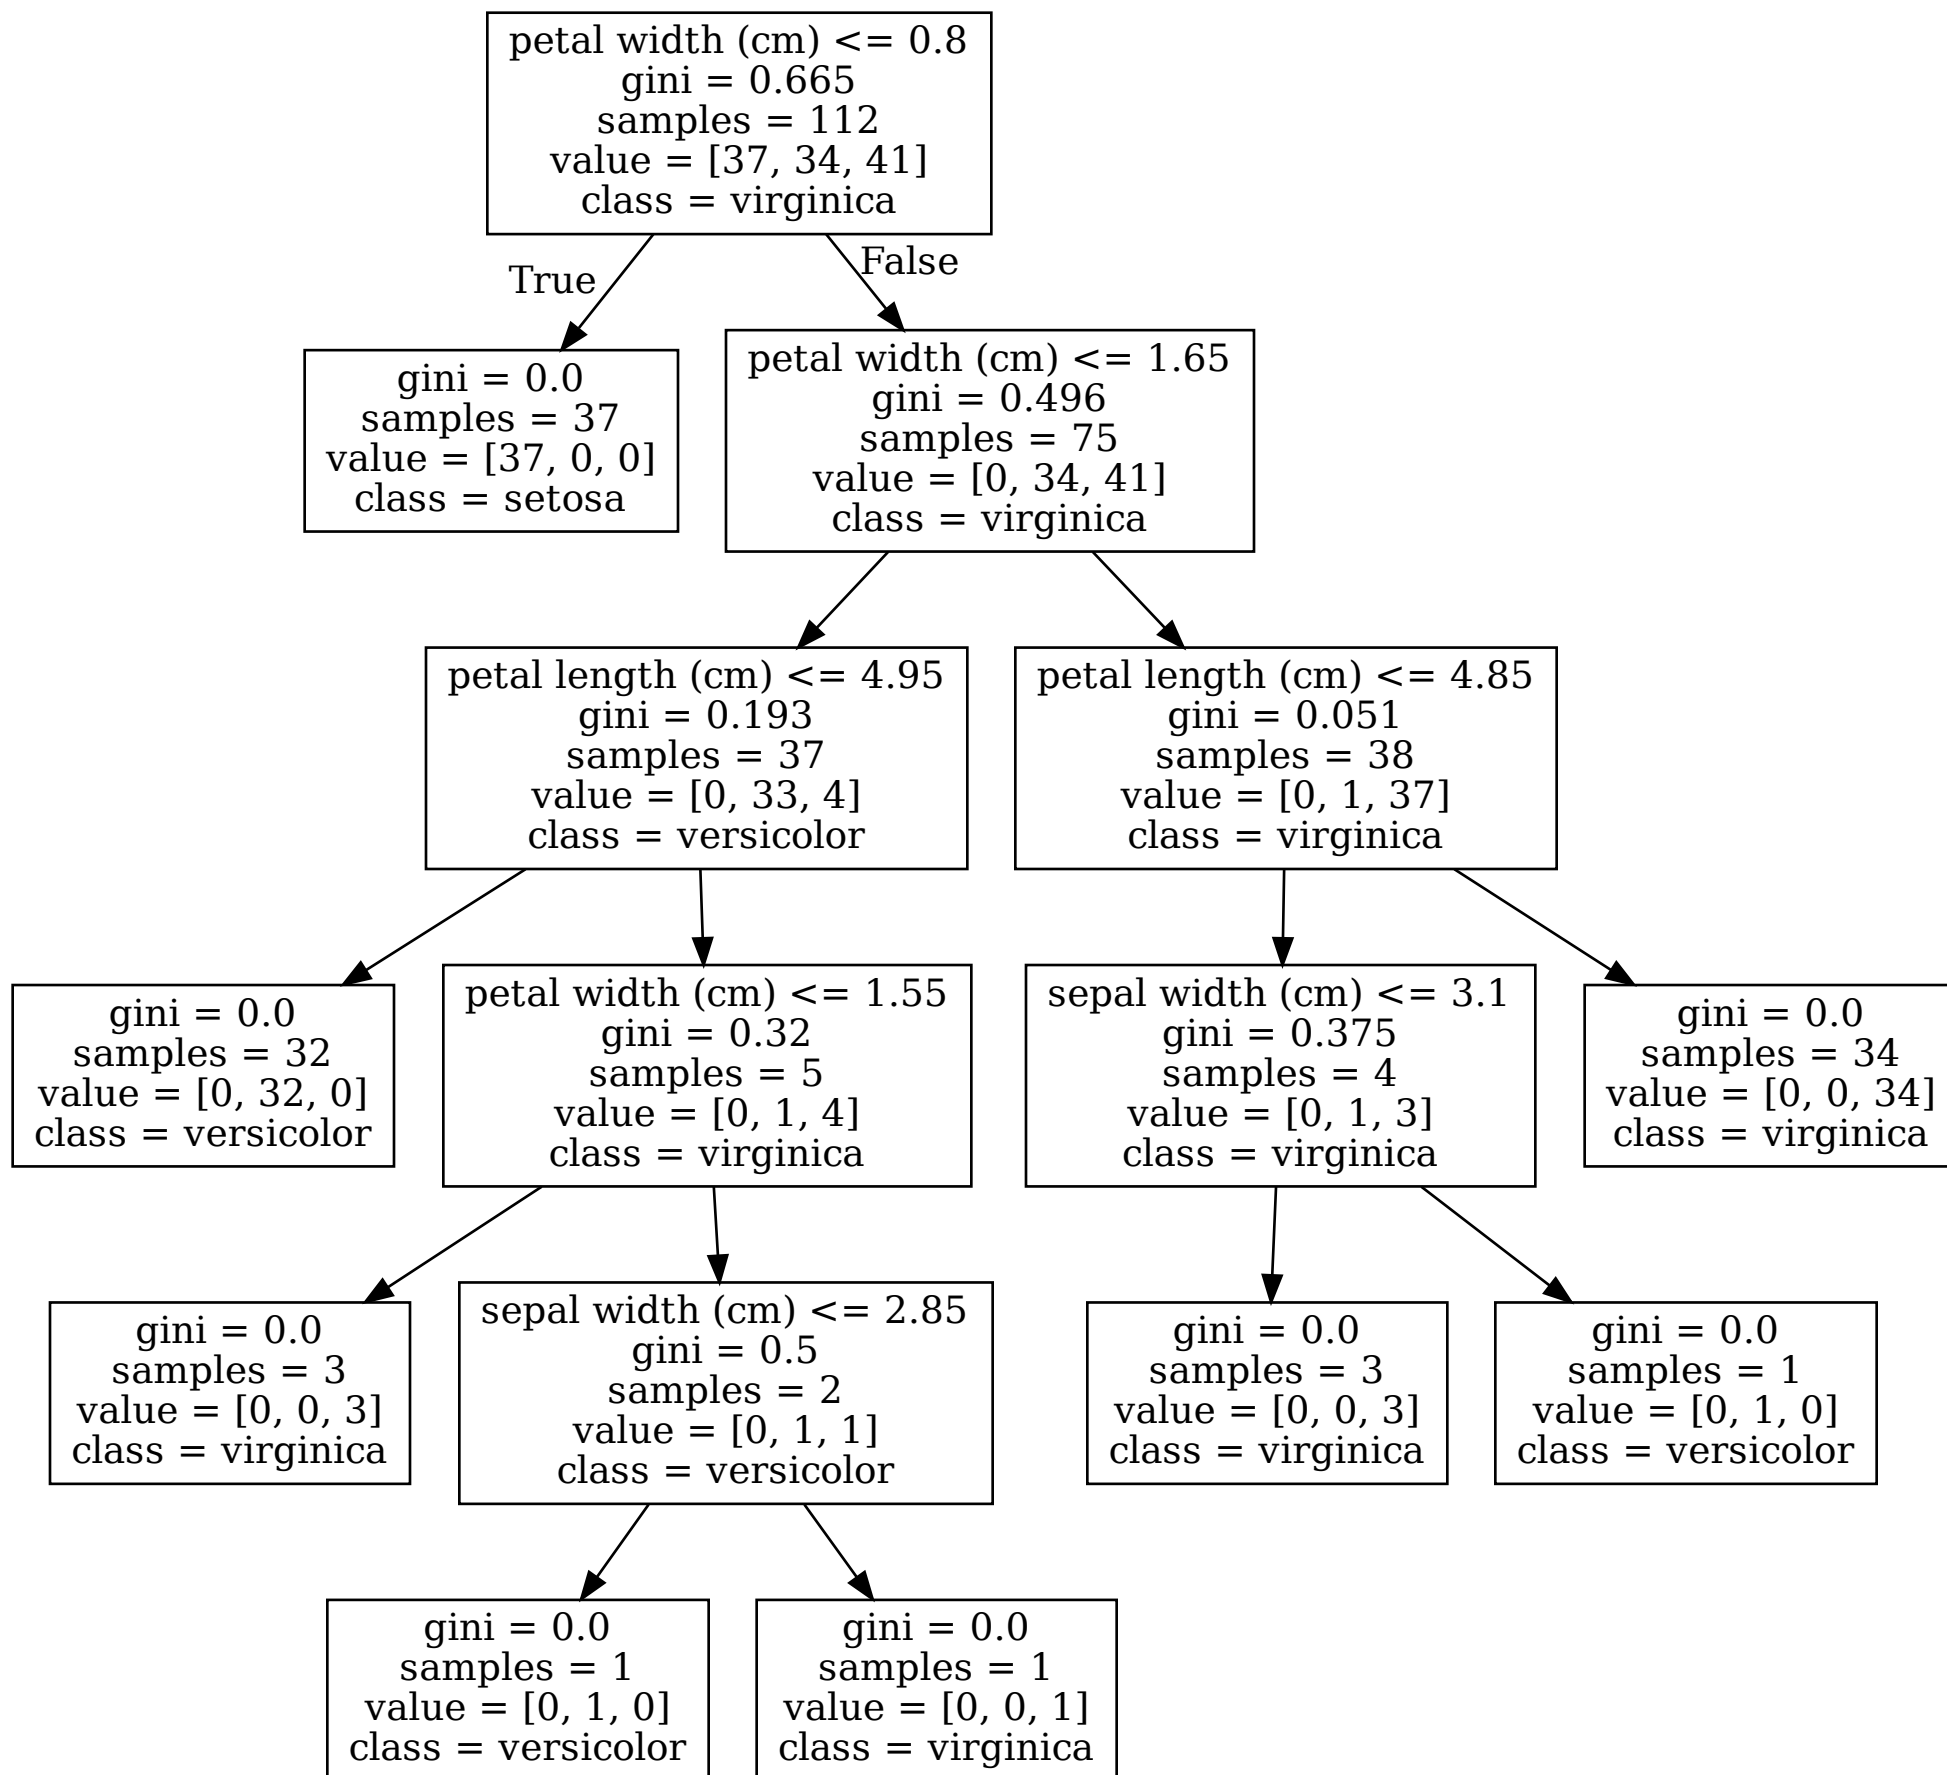 petal width (cm) <= 0.8
gini = 0.665
samples = 112
value = [37, 34, 41]
class = virginica
True
False
gini = 0.0
samples = 37
value = [37, 0, 0]
class = setosa
petal width (cm) <= 1.65
gini = 0.496
samples = 75
value = [0, 34, 41]
class = virginica
petal length (cm) <= 4.95
gini = 0.193
samples = 37
value = [0, 33, 4]
class = versicolor
petal length (cm) <= 4.85
gini = 0.051
samples = 38
value = [0, 1, 37]
class = virginica
gini = 0.0
samples = 32
value = [0, 32, 0]
class = versicolor
petal width (cm) <= 1.55
gini = 0.32
samples = 5
value = [0, 1, 4]
class = virginica
sepal width (cm) <= 3.1
gini = 0.375
samples = 4
value = [0, 1, 3]
class = virginica
gini = 0.0
samples = 34
value = [0, 0, 34]
class = virginica
gini = 0.0
samples = 3
value = [0, 0, 3]
class = virginica
sepal width (cm) <= 2.85
gini = 0.5
samples = 2
value = [0, 1, 1]
class = versicolor
gini = 0.0
samples = 3
value = [0, 0, 3]
class = virginica
gini = 0.0
samples = 1
value = [0, 1, 0]
class = versicolor
gini = 0.0
samples = 1
value = [0, 1, 0]
class = versicolor
gini = 0.0
samples = 1
value = [0, 0, 1]
class = virginica